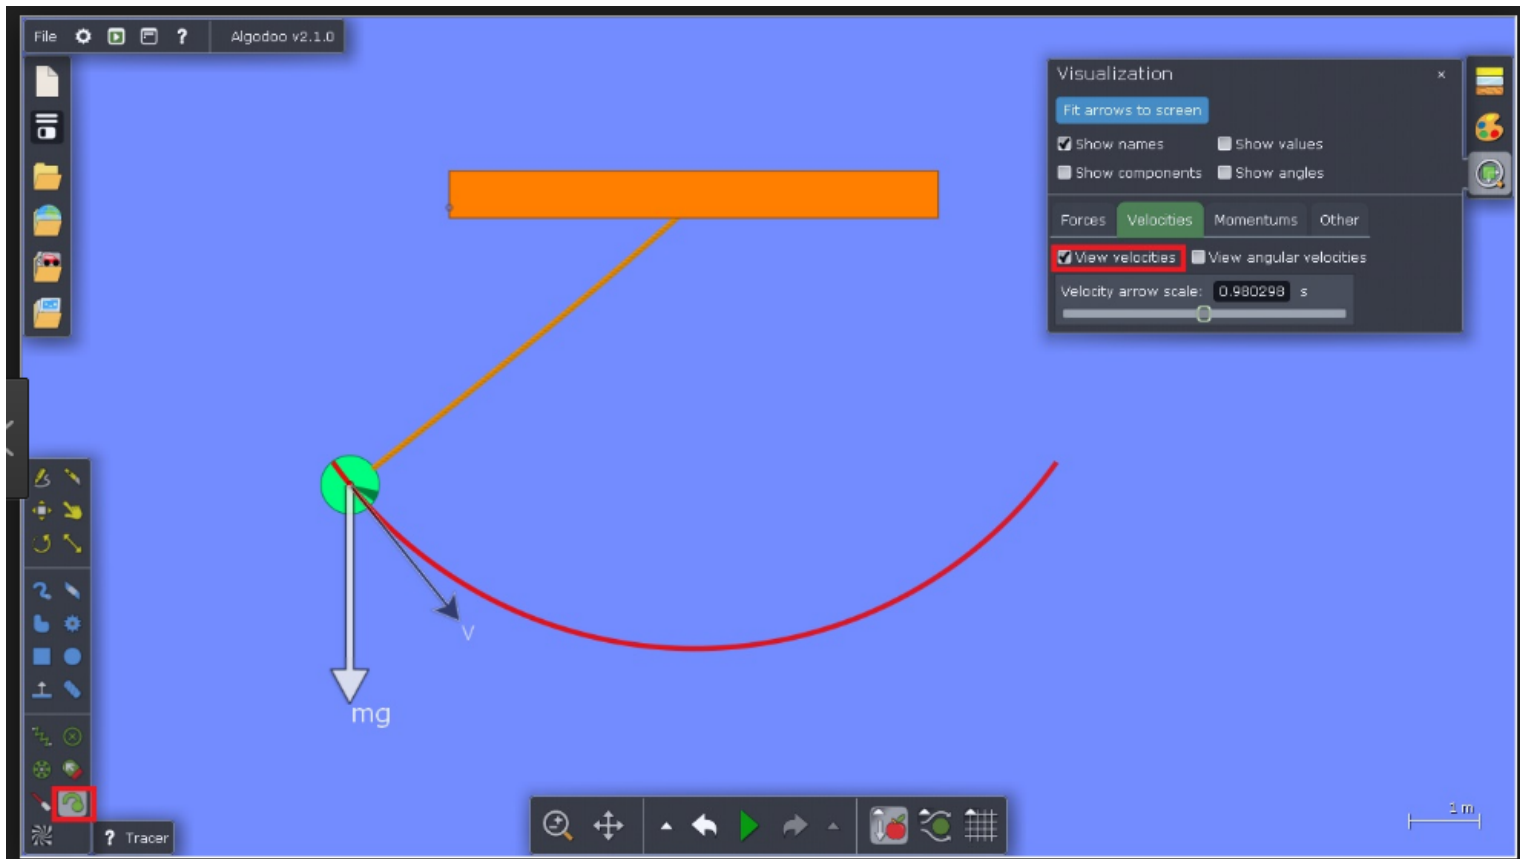 File ? Algodoo v2.1.0
Visualization ×
Fit arrows to screen
Show names Show values
Show components Show angles
Forces Velocities Momentums Other
View velocities View angular velocities
Velocity arrow scale: 0.980298 s
v
mg
1 m
? Tracer